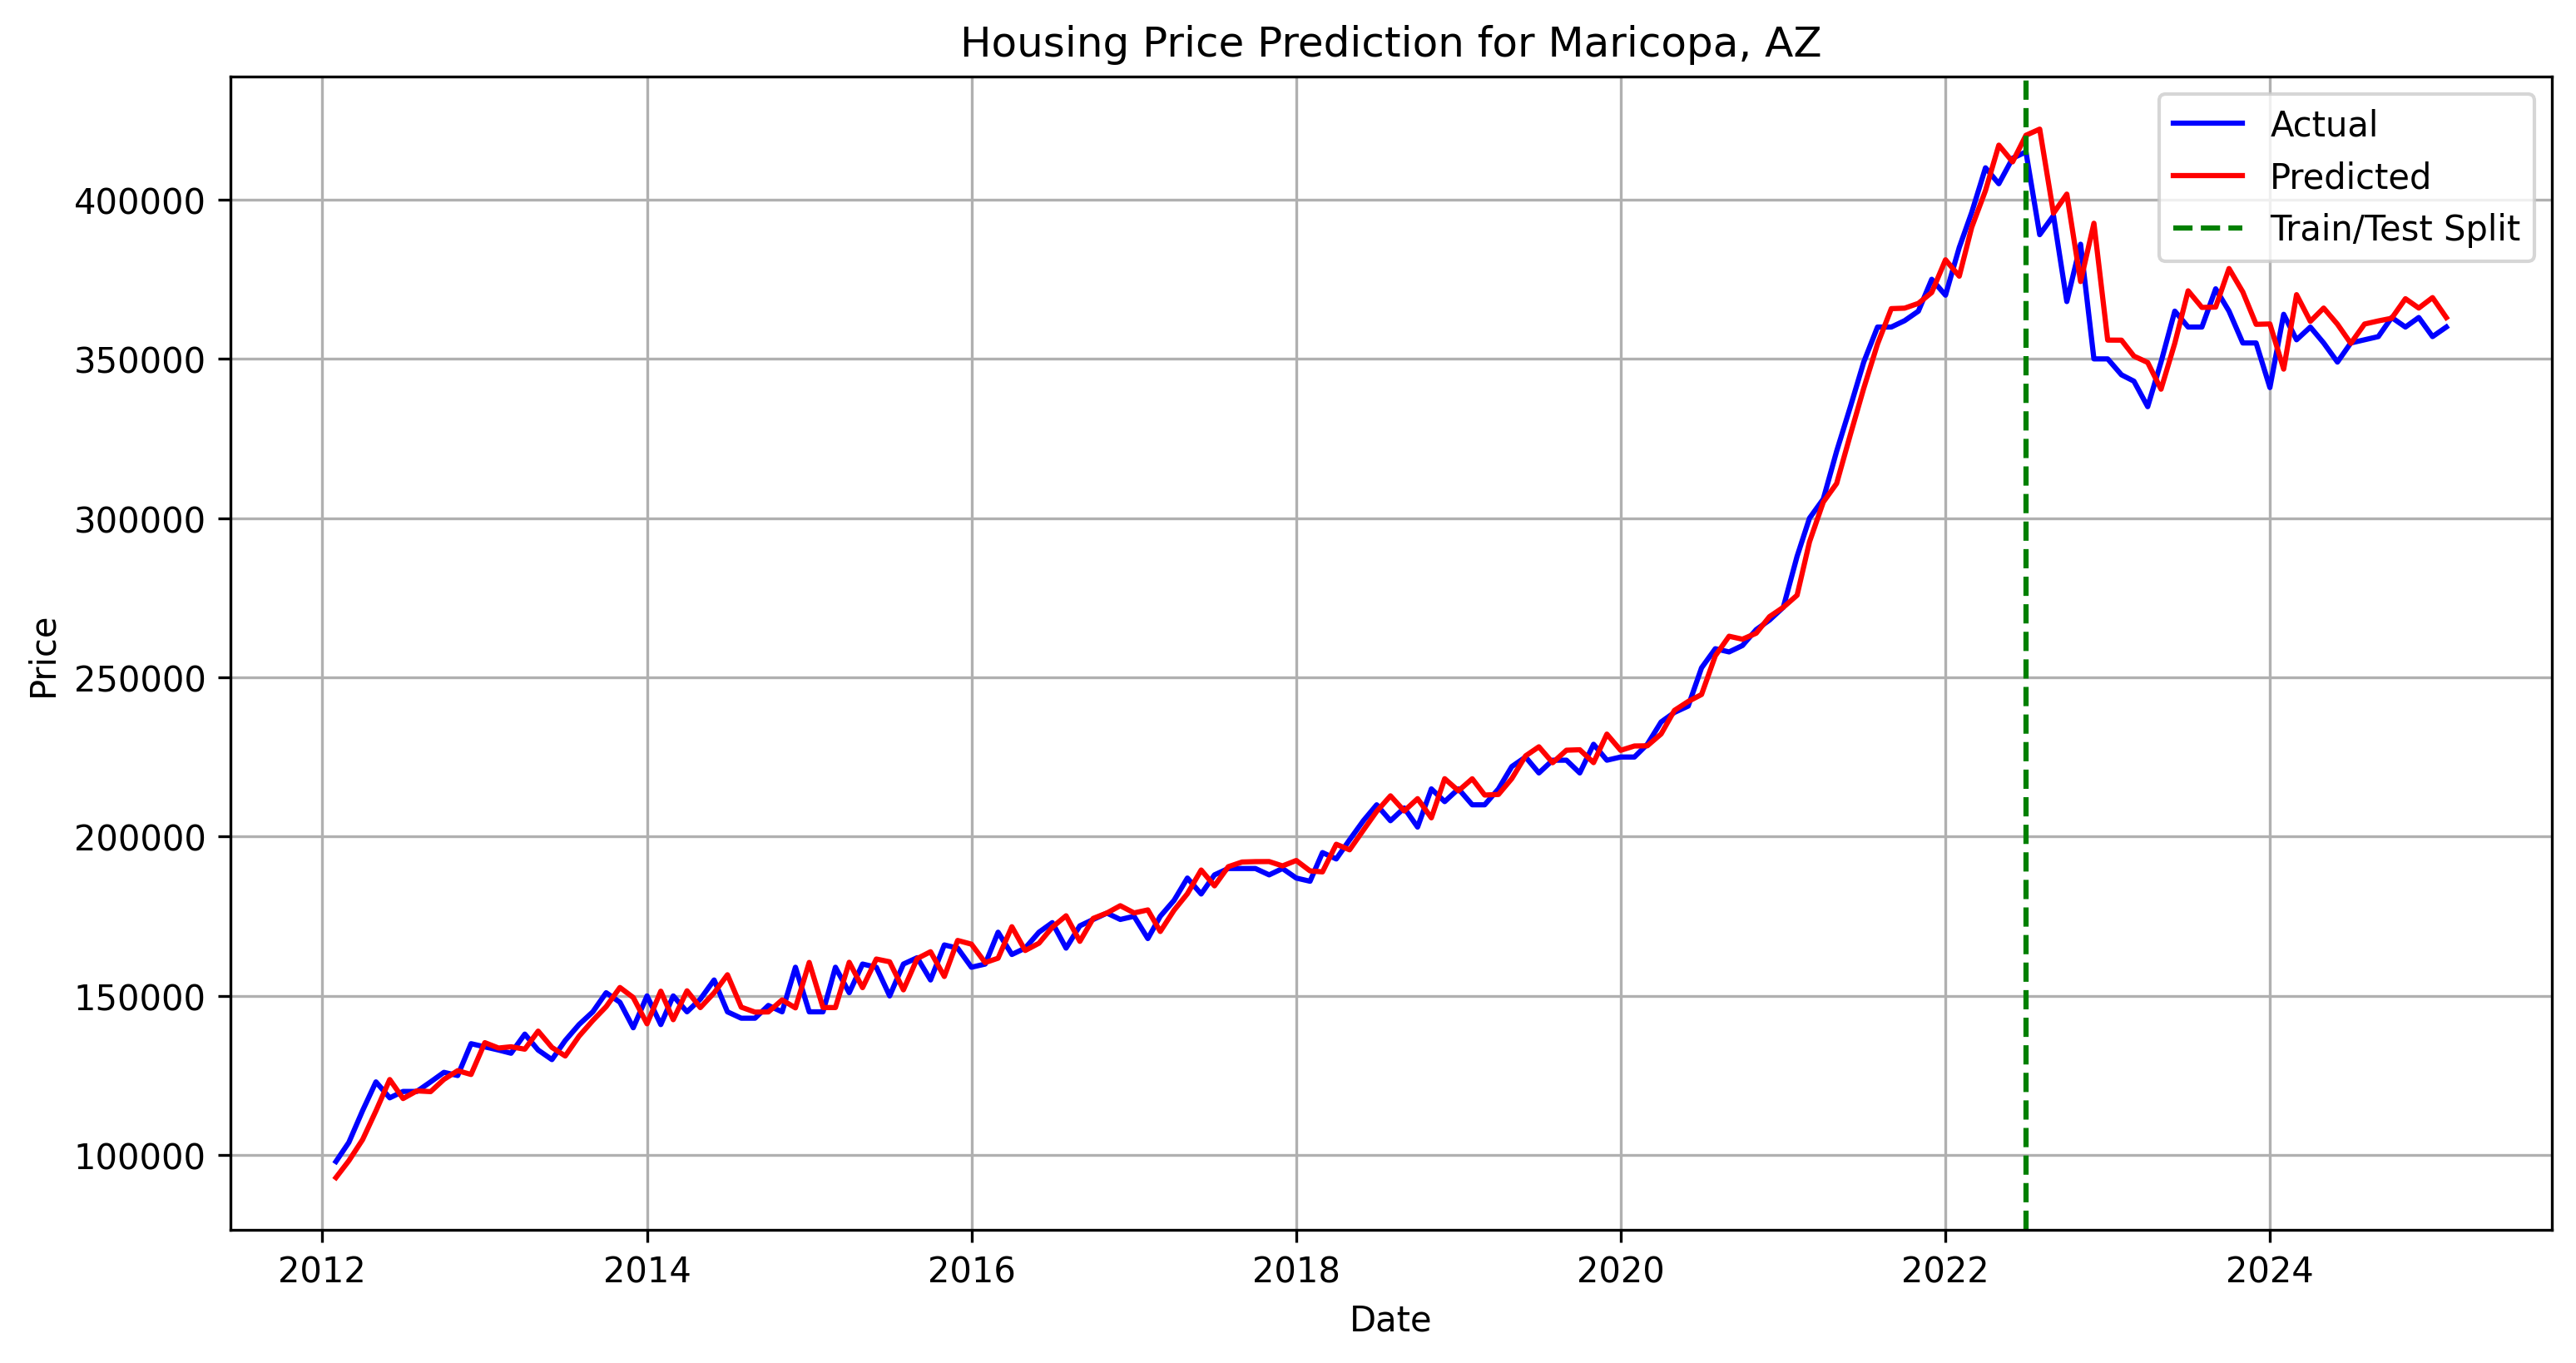 Housing Price Prediction for Maricopa, AZ
Actual
Predicted
Train/Test Split
400000
350000
300000
250000
200000
150000
100000
Price
2012 2014 2016 2018 2020 2022 2024
Date